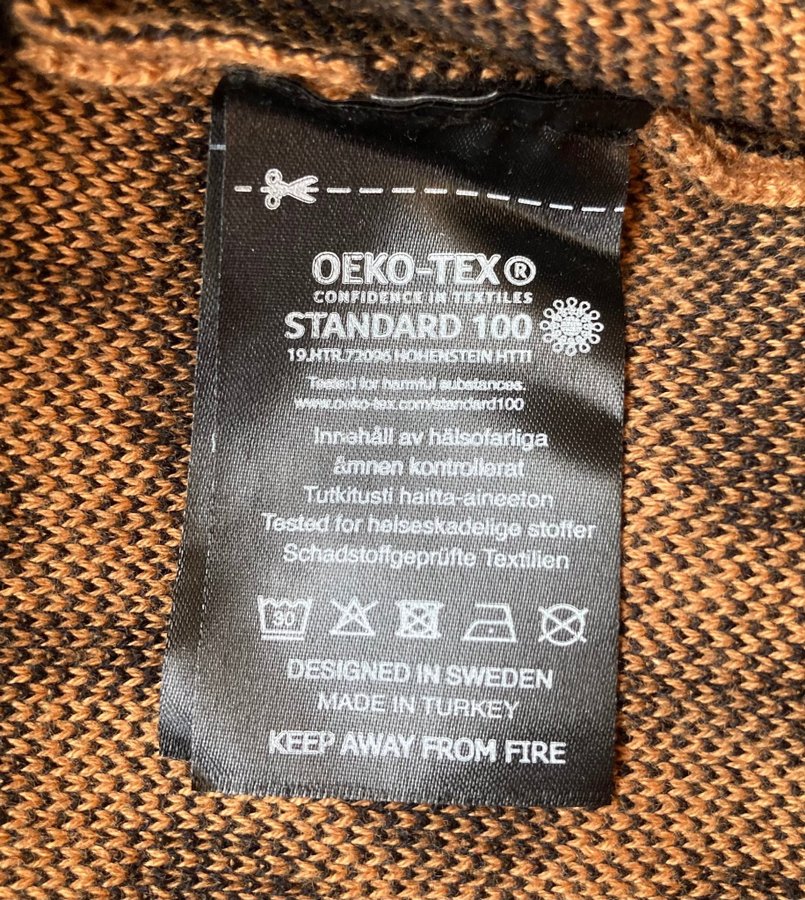 OEKO-TEX®
CONFIDENCE IN TEXTILES
STANDARD 100
19.HTR.72096 HOHENSTEIN HTTI
Tested for harmful substances.
www.oeko-tex.com/standard100
Innehåll av hälsofarliga
ämnen kontrollerat
Tutkitusti haitta-aineeton
Tested for helseskadelige stoffer
Schadstoffgeprüfte Textilien
30
DESIGNED IN SWEDEN
MADE IN TURKEY
KEEP AWAY FROM FIRE